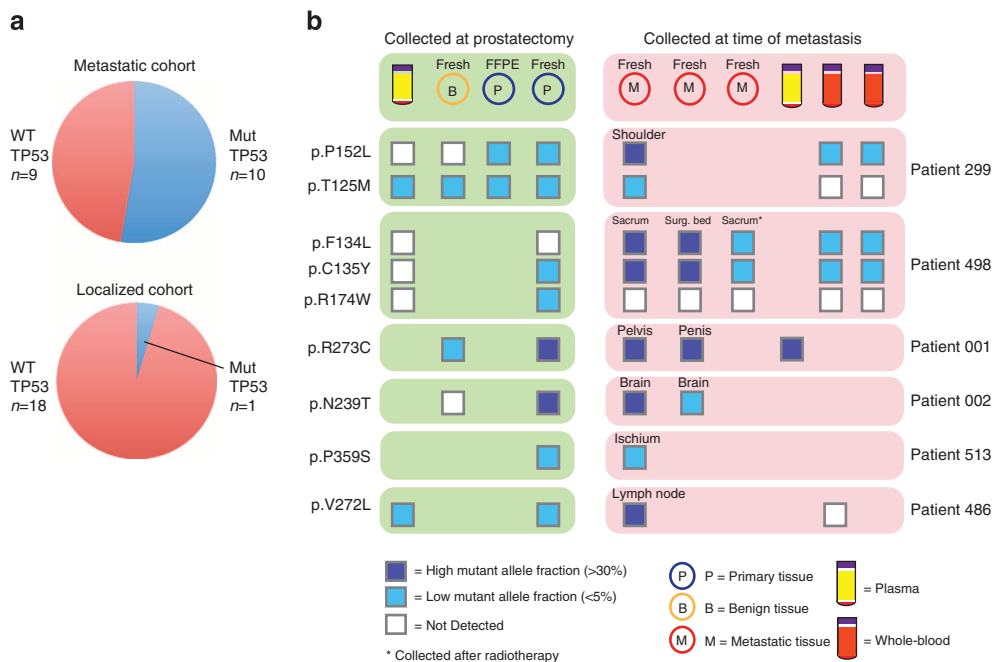 a
Metastatic cohort
WT
TP53
n=9
Mut
TP53
n=10
Localized cohort
WT
TP53
n=18
Mut
TP53
n=1
b
Collected at prostatectomy
Collected at time of metastasis
Fresh
FFPE
Fresh
B
P
P
Fresh
Fresh
Fresh
M
M
M
p.P152L
p.T125M
Shoulder
Patient 299
p.F134L
p.C135Y
p.R174W
Sacrum
Surg. bed
Sacrum*
Patient 498
p.R273C
Pelvis
Penis
Patient 001
p.N239T
Brain
Brain
Patient 002
p.P359S
Ischium
Patient 513
p.V272L
Lymph node
Patient 486
= High mutant allele fraction (>30%)
= Low mutant allele fraction (<5%)
= Not Detected
* Collected after radiotherapy
P
P = Primary tissue
B
B = Benign tissue
M
M = Metastatic tissue
= Plasma
= Whole-blood